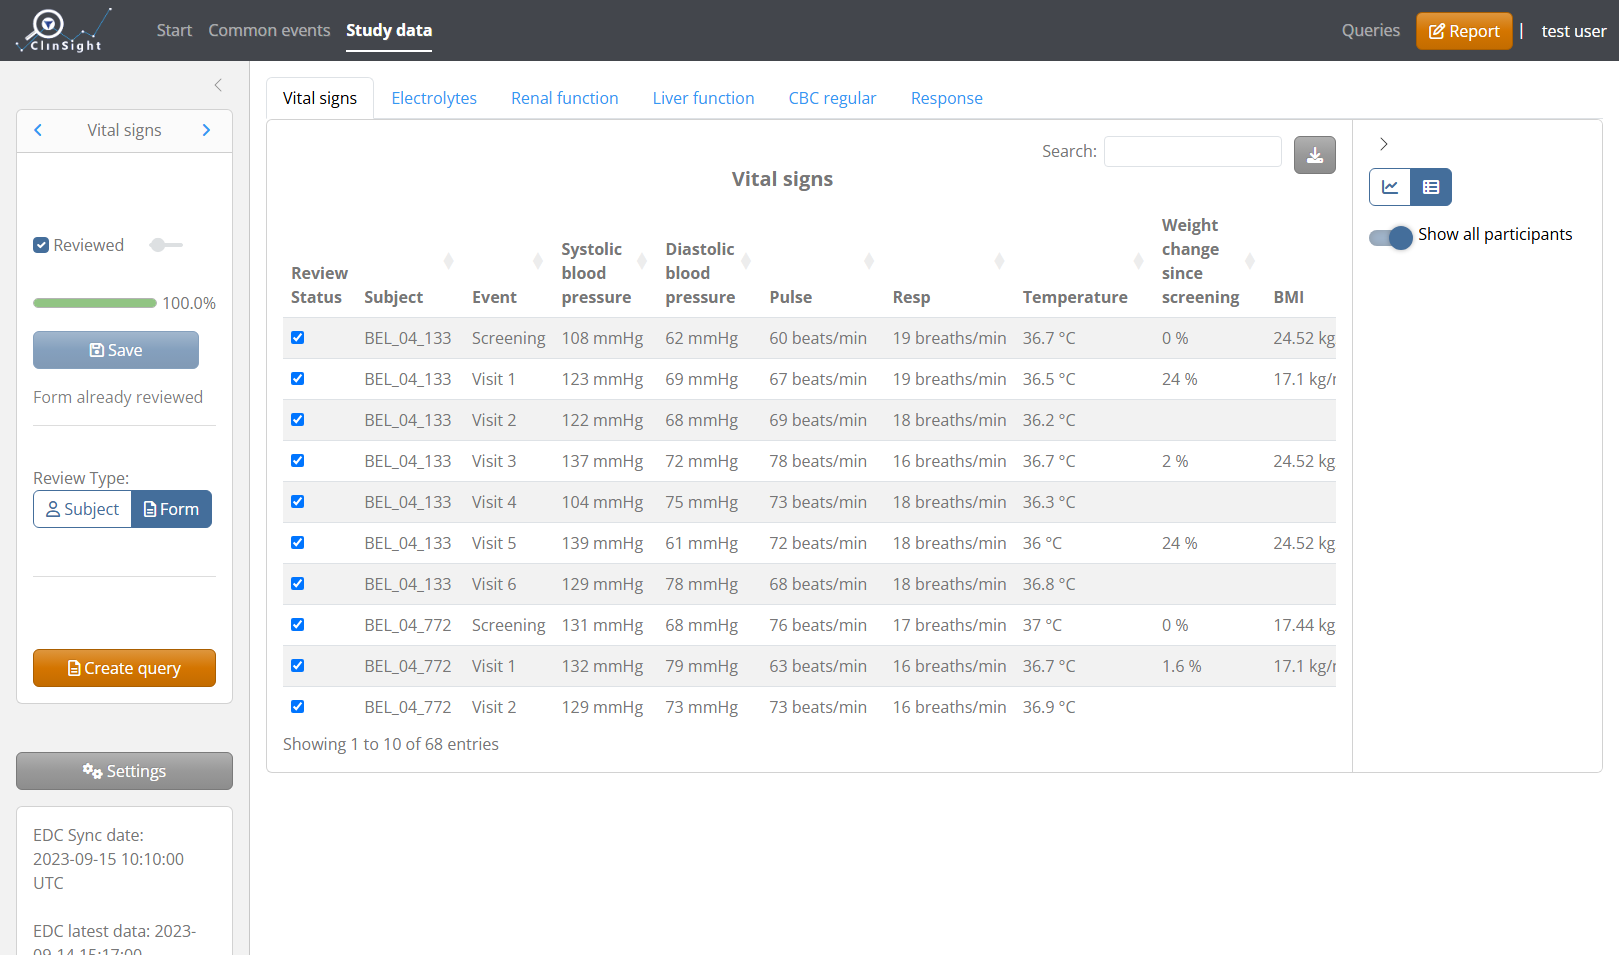 ClinSight
Start Common events Study data
Queries Report | test user
Vital signs
Reviewed
100.0%
Save
Form already reviewed
Review Type:
Subject Form
Create query
Settings
EDC Sync date:
2023-09-15 10:10:00
UTC
EDC latest data: 2023-
09-14 15:17:00
Vital signs Electrolytes Renal function Liver function CBC regular Response
Search:
Vital signs
Review Status Subject Event Systolic blood pressure Diastolic blood pressure Pulse Resp Temperature Weight change since screening BMI
BEL_04_133 Screening 108 mmHg 62 mmHg 60 beats/min 19 breaths/min 36.7 °C 0 % 24.52 kg
BEL_04_133 Visit 1 123 mmHg 69 mmHg 67 beats/min 19 breaths/min 36.5 °C 24 % 17.1 kg/
BEL_04_133 Visit 2 122 mmHg 68 mmHg 69 beats/min 18 breaths/min 36.2 °C
BEL_04_133 Visit 3 137 mmHg 72 mmHg 78 beats/min 16 breaths/min 36.7 °C 2 % 24.52 kg
BEL_04_133 Visit 4 104 mmHg 75 mmHg 73 beats/min 18 breaths/min 36.3 °C
BEL_04_133 Visit 5 139 mmHg 61 mmHg 72 beats/min 18 breaths/min 36 °C 24 % 24.52 kg
BEL_04_133 Visit 6 129 mmHg 78 mmHg 68 beats/min 18 breaths/min 36.8 °C
BEL_04_772 Screening 131 mmHg 68 mmHg 76 beats/min 17 breaths/min 37 °C 0 % 17.44 kg
BEL_04_772 Visit 1 132 mmHg 79 mmHg 63 beats/min 16 breaths/min 36.7 °C 1.6 % 17.1 kg/
BEL_04_772 Visit 2 129 mmHg 73 mmHg 73 beats/min 16 breaths/min 36.9 °C
Showing 1 to 10 of 68 entries
Show all participants